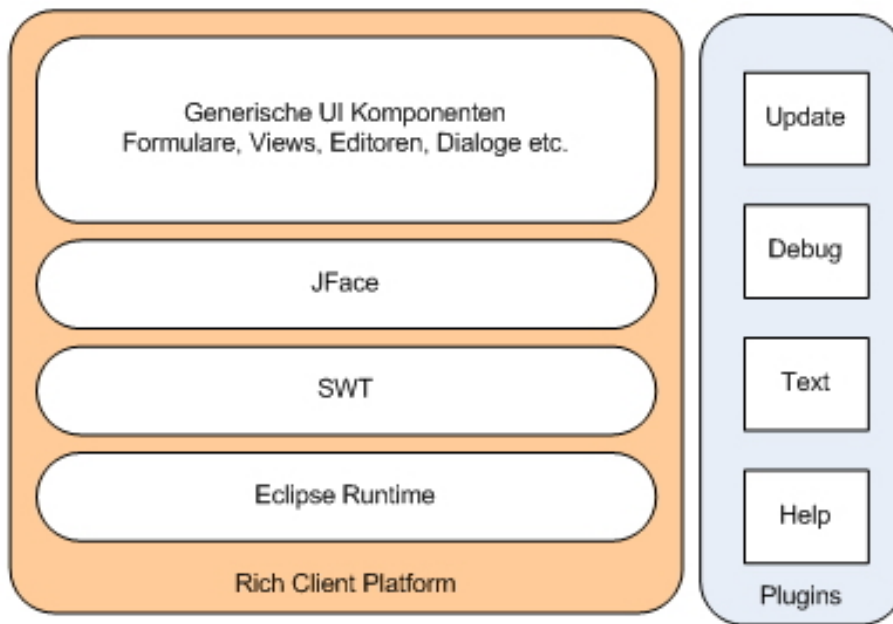 Generische UI Komponenten
Formulare, Views, Editoren, Dialoge etc.
JFace
SWT
Eclipse Runtime
Rich Client Platform
Update
Debug
Text
Help
Plugins